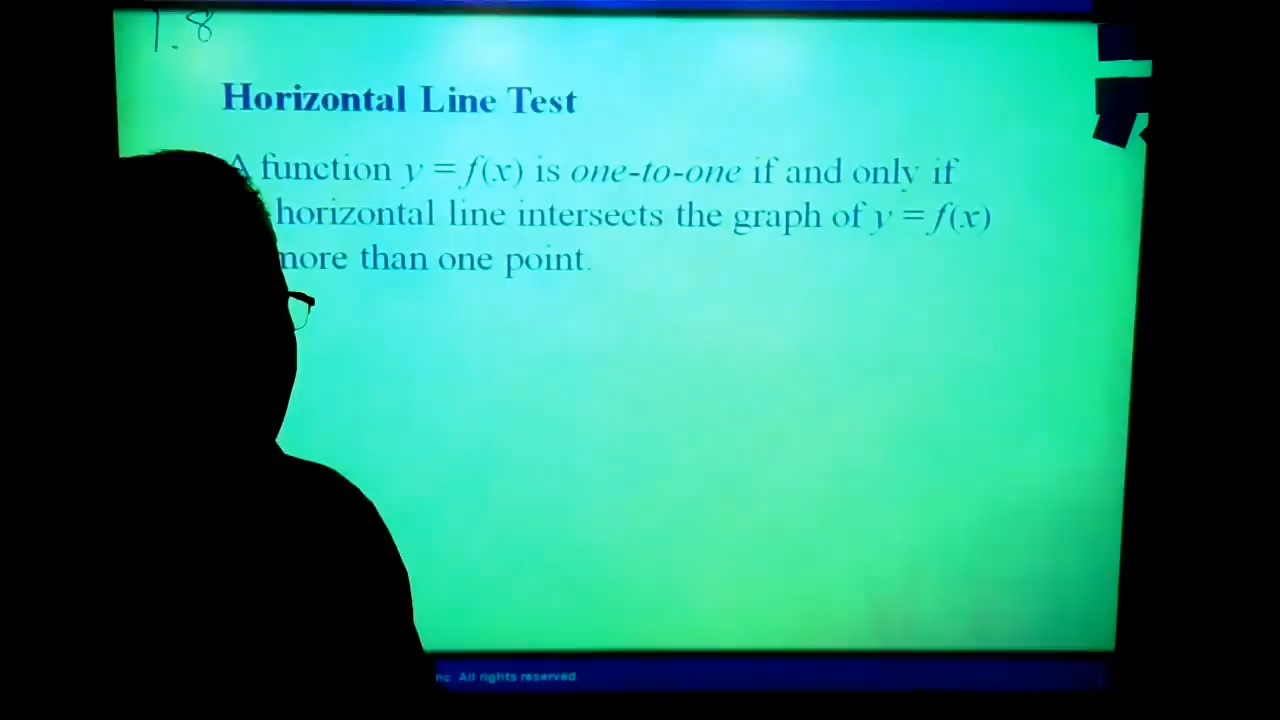 1.8
Horizontal Line Test
A function y = f(x) is one-to-one if and only if
horizontal line intersects the graph of y = f(x)
more than one point.
nc. All rights reserved.